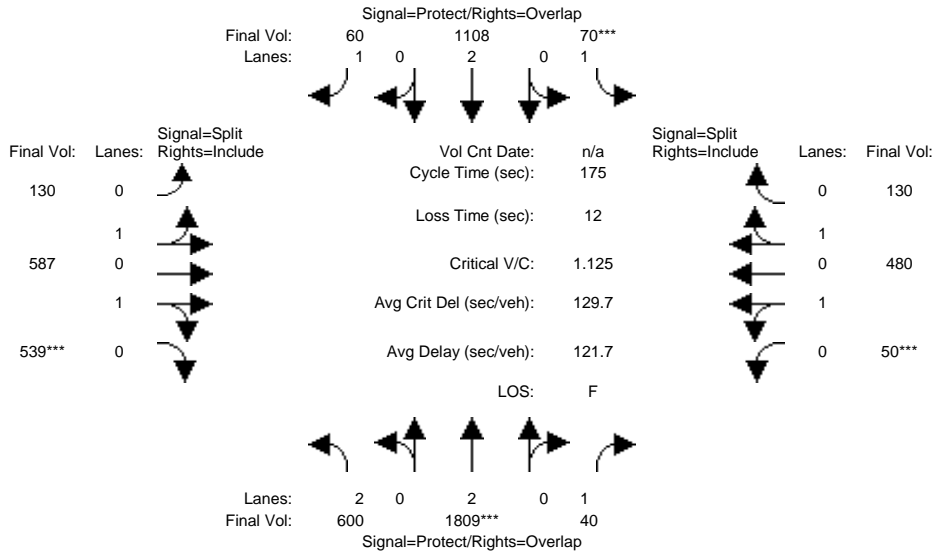 Signal=Protect/Rights=Overlap
Final Vol: 60 1108 70***
Lanes: 1 0 2 0 1
Signal=Split
Final Vol: Lanes: Rights=Include
Signal=Split
Rights=Include Lanes: Final Vol:
Vol Cnt Date: n/a
Cycle Time (sec): 175
130 0
0 130
Loss Time (sec): 12
1
1
587 0
Critical V/C: 1.125
0 480
1
Avg Crit Del (sec/veh): 129.7
1
539*** 0
Avg Delay (sec/veh): 121.7
0 50***
LOS: F
Lanes: 2 0 2 0 1
Final Vol: 600 1809*** 40
Signal=Protect/Rights=Overlap